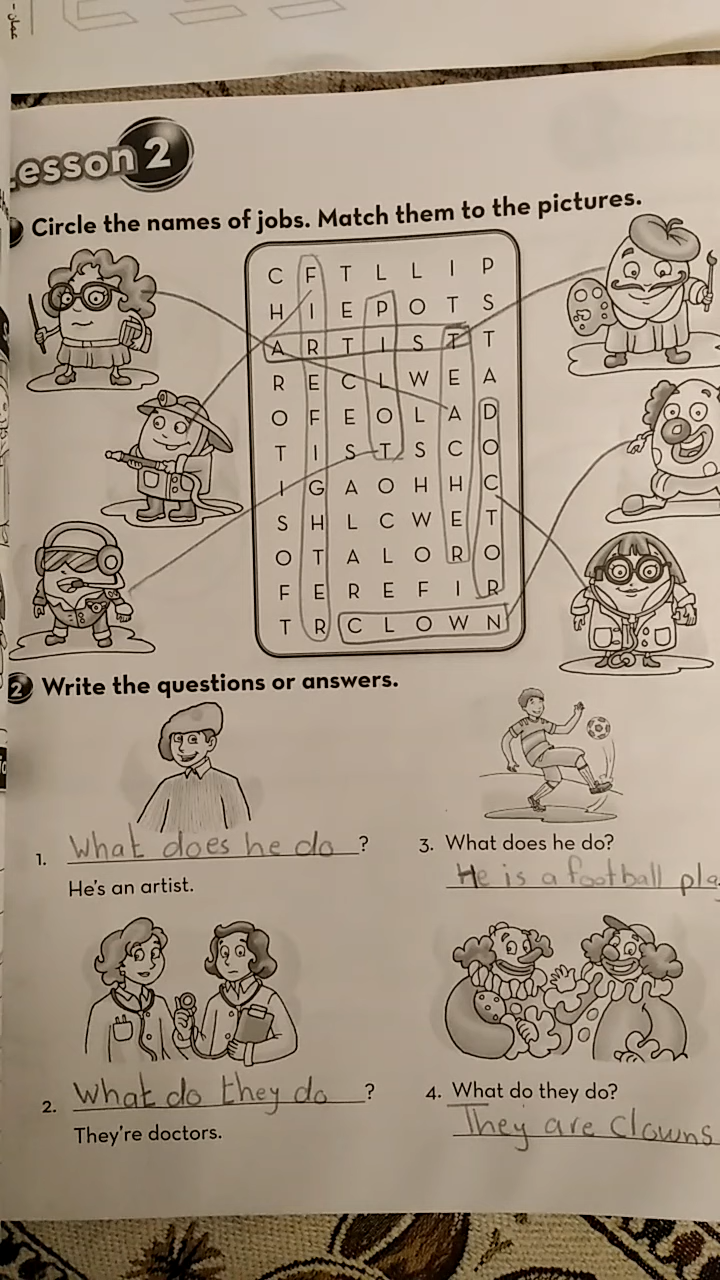 esson 2
Circle the names of jobs. Match them to the pictures.
C F T L L I P
H I E P O T S
A R T I S T T
R E C L W E A
O F E O L A D
T I S T S C O
I G A O H H C
S H L C W E T
O T A L O R O
F E R E F I R
T R C L O W N
2 Write the questions or answers.
1. What does he do ?
He's an artist.
3. What does he do?
He is a football pla
2. What do they do ?
They're doctors.
4. What do they do?
They are clowns